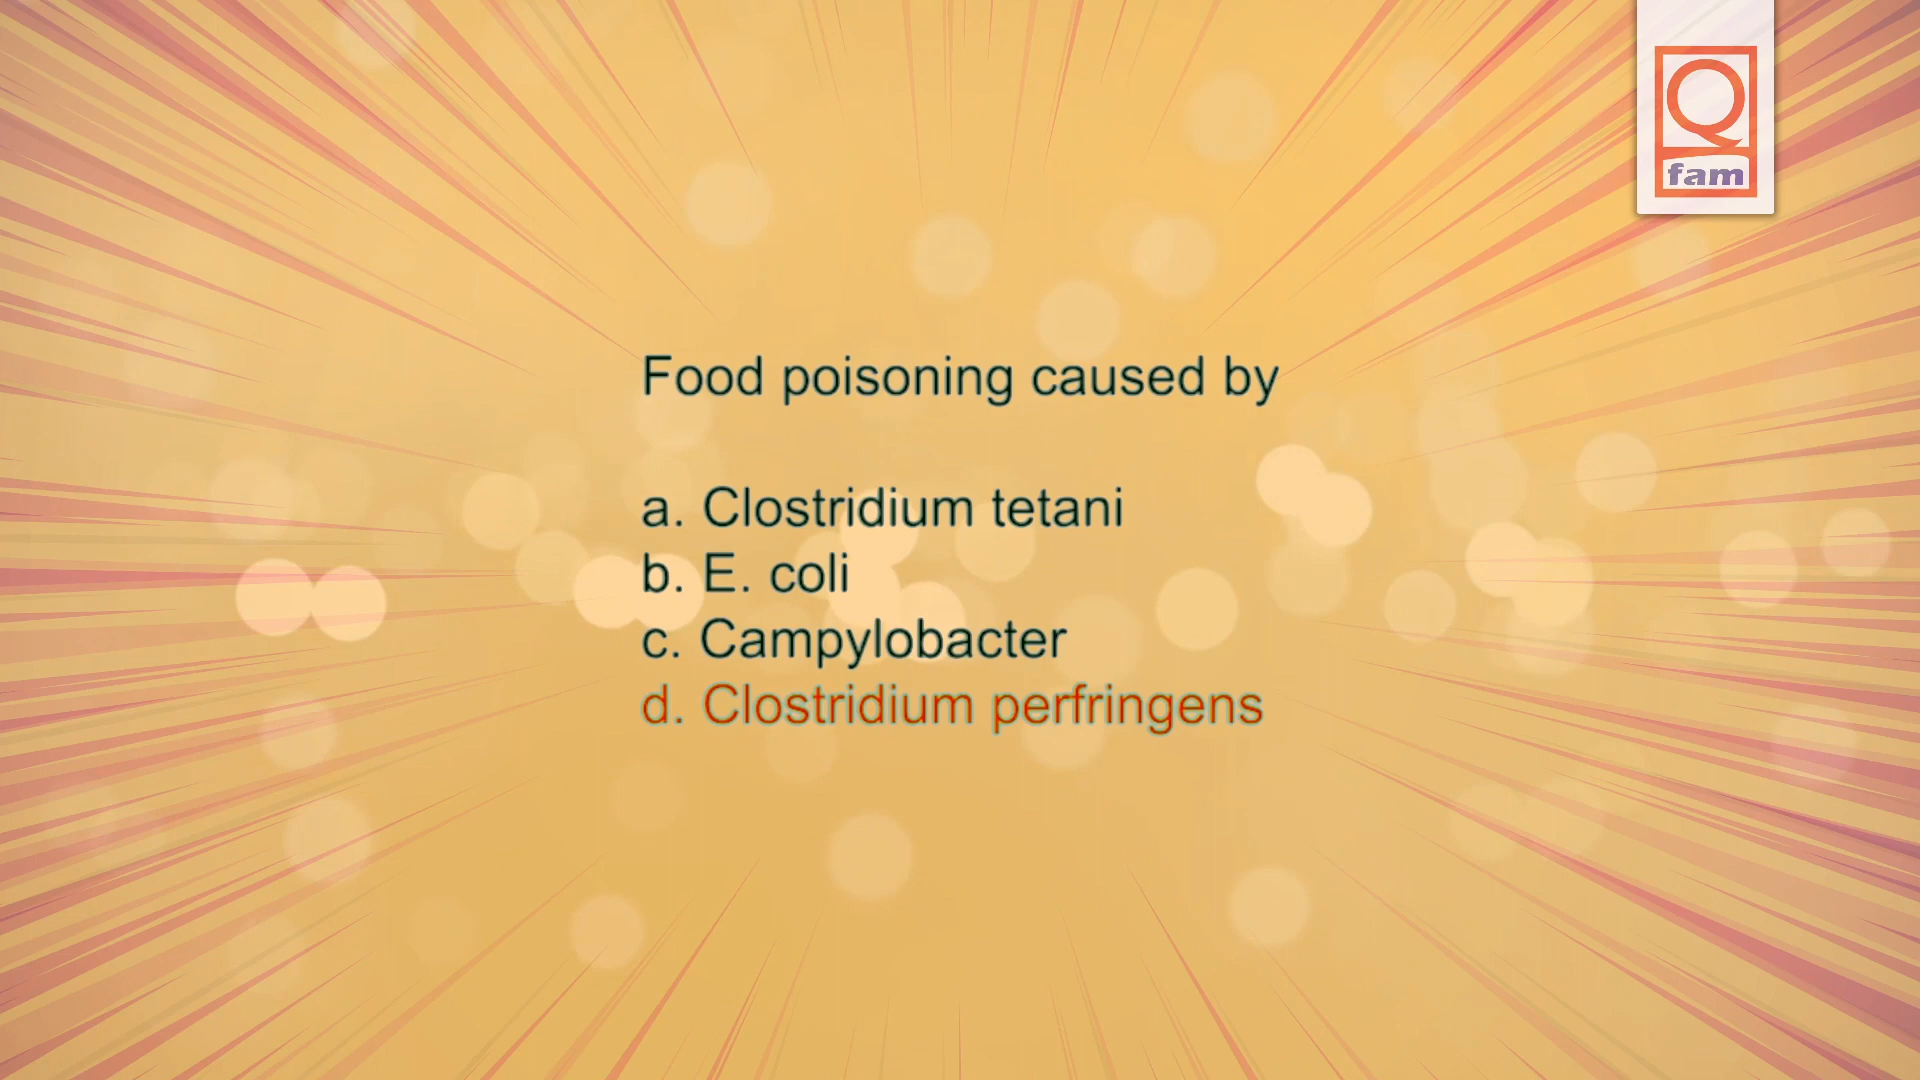 Q
fam
Food poisoning caused by
a. Clostridium tetani
b. E. coli
c. Campylobacter
d. Clostridium perfringens